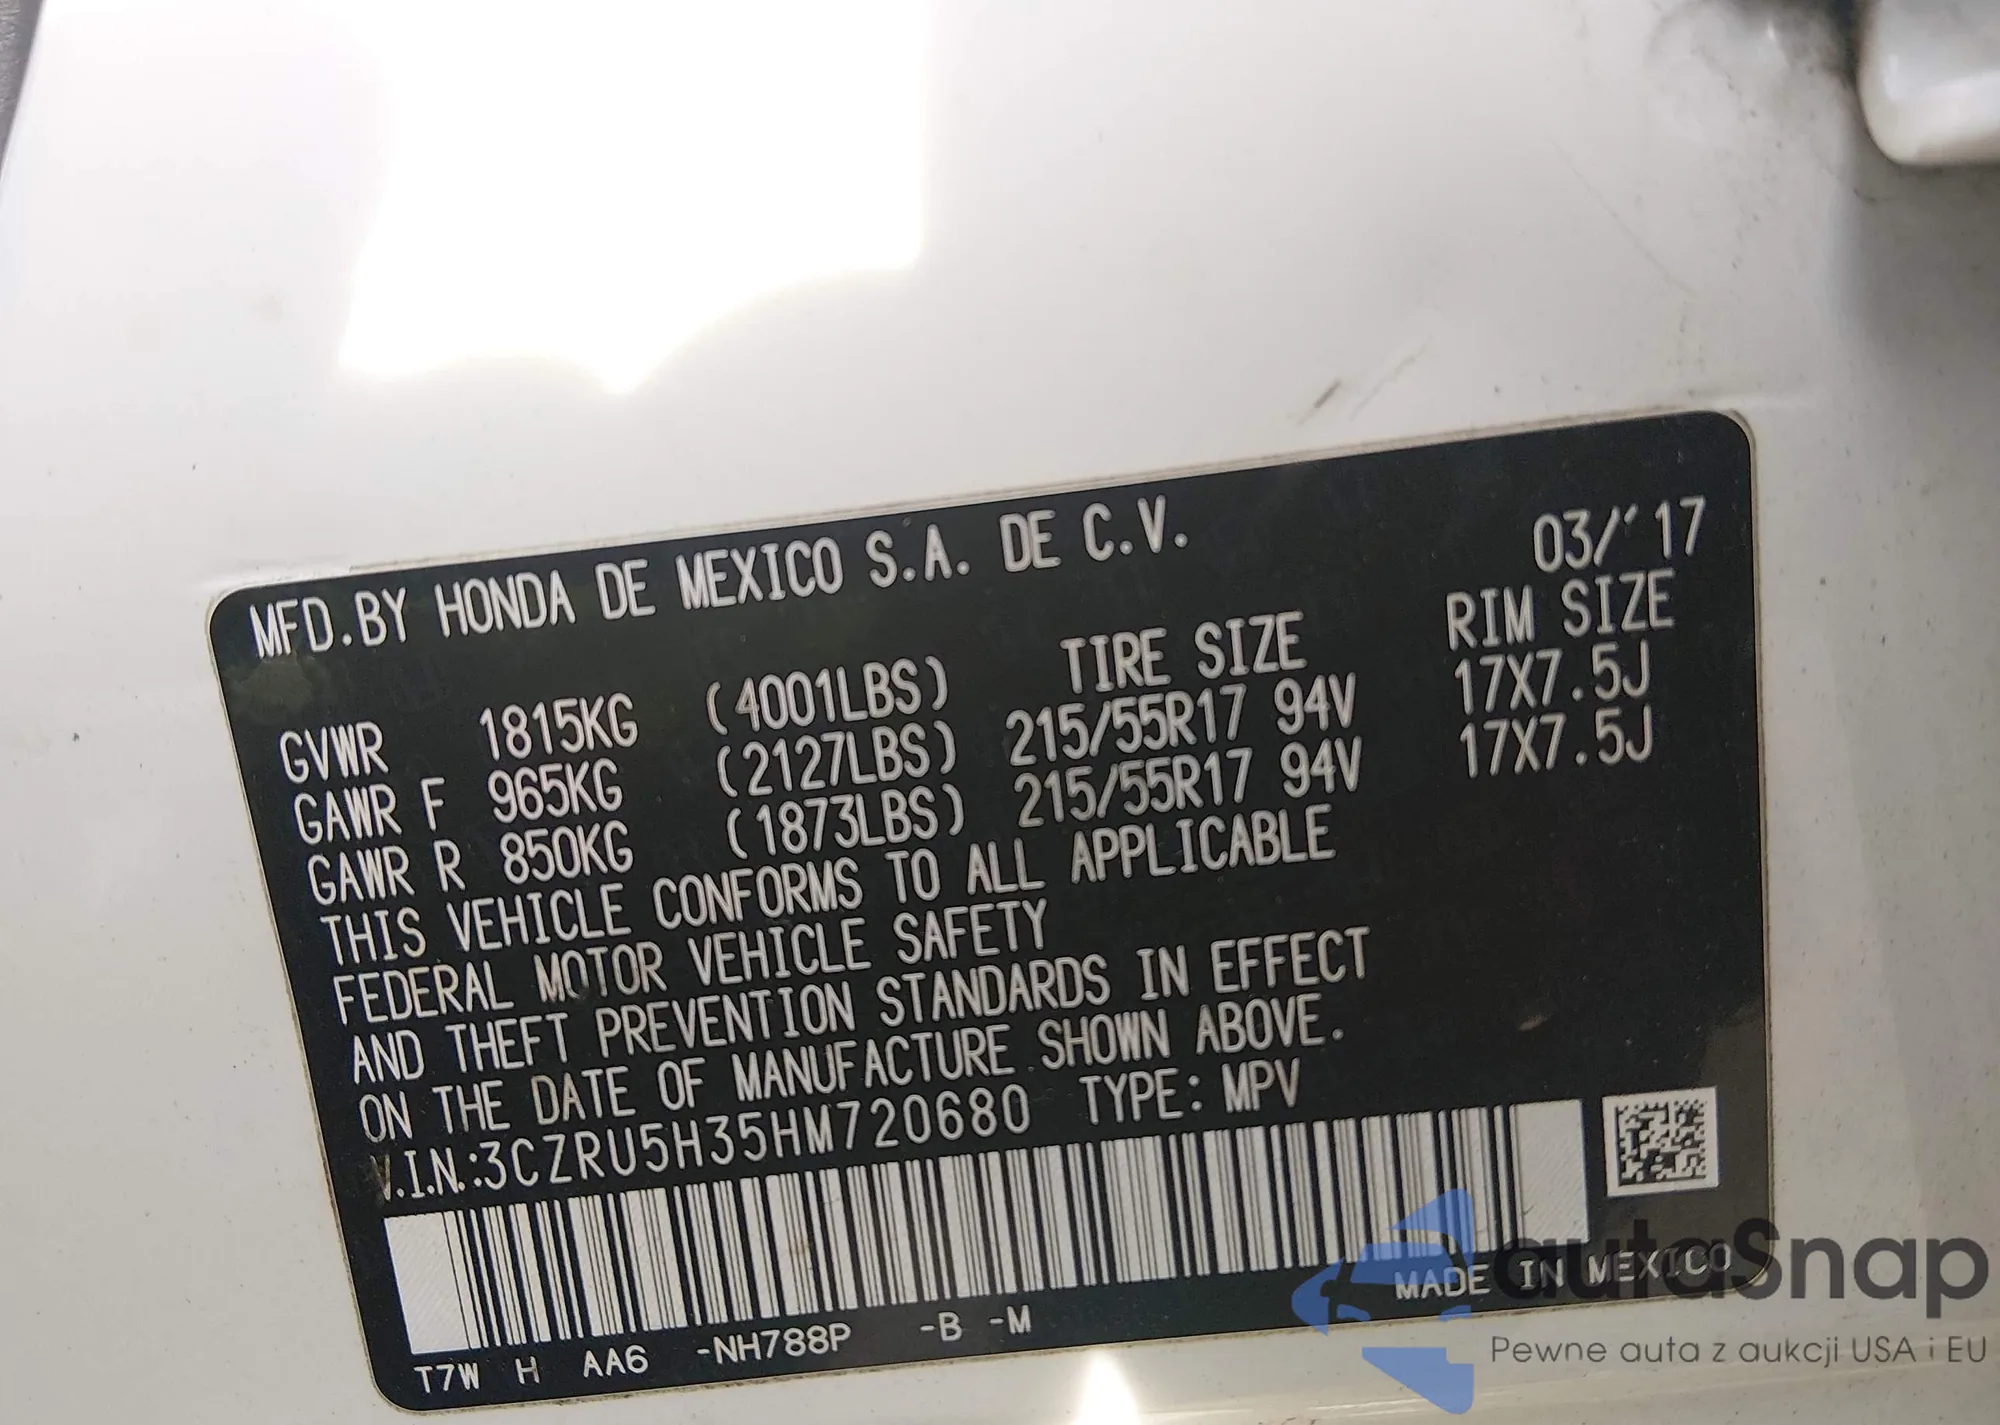 MFD.BY HONDA DE MEXICO S.A. DE C.V. 03/'17
TIRE SIZE RIM SIZE
GVWR 1815KG (4001LBS) 215/55R17 94V 17X7.5J
GAWR F 965KG (2127LBS) 215/55R17 94V 17X7.5J
GAWR R 850KG (1873LBS)
THIS VEHICLE CONFORMS TO ALL APPLICABLE
FEDERAL MOTOR VEHICLE SAFETY
AND THEFT PREVENTION STANDARDS IN EFFECT
ON THE DATE OF MANUFACTURE SHOWN ABOVE.
V.I.N.:3CZRU5H35HM720680 TYPE: MPV
MADE IN MEXICO
T7W H AA6 -NH788P -B -M
autaSnap
Pewne auta z aukcji USA i EU